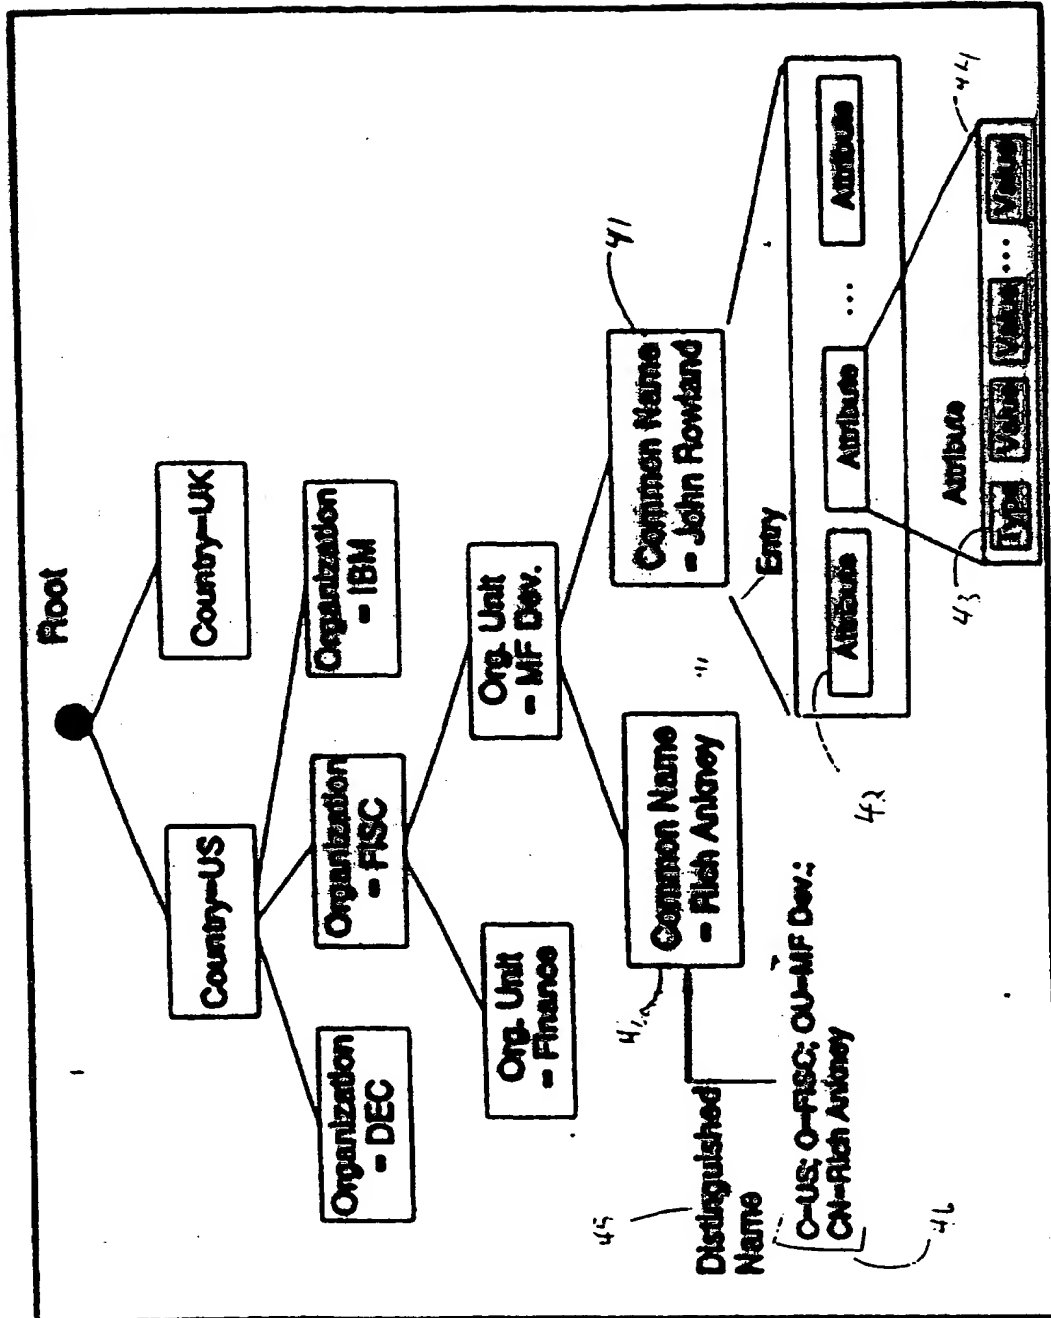 Root
Country=US
Country=UK
Organization
= DEC
Organization
= FISC
Organization
= IBM
Org. Unit
= Finance
Org. Unit
= MF Dev.
Common Name
= Rich Ankney
41a
Common Name
= John Rowland
41
Distinguished
Name
45
C=US; O=FISC; OU=MF Dev.;
CN=Rich Ankney
46
Entry
Attribute
Attribute
...
Attribute
42
Attribute
43
44
Type
Value
Value
...
Value